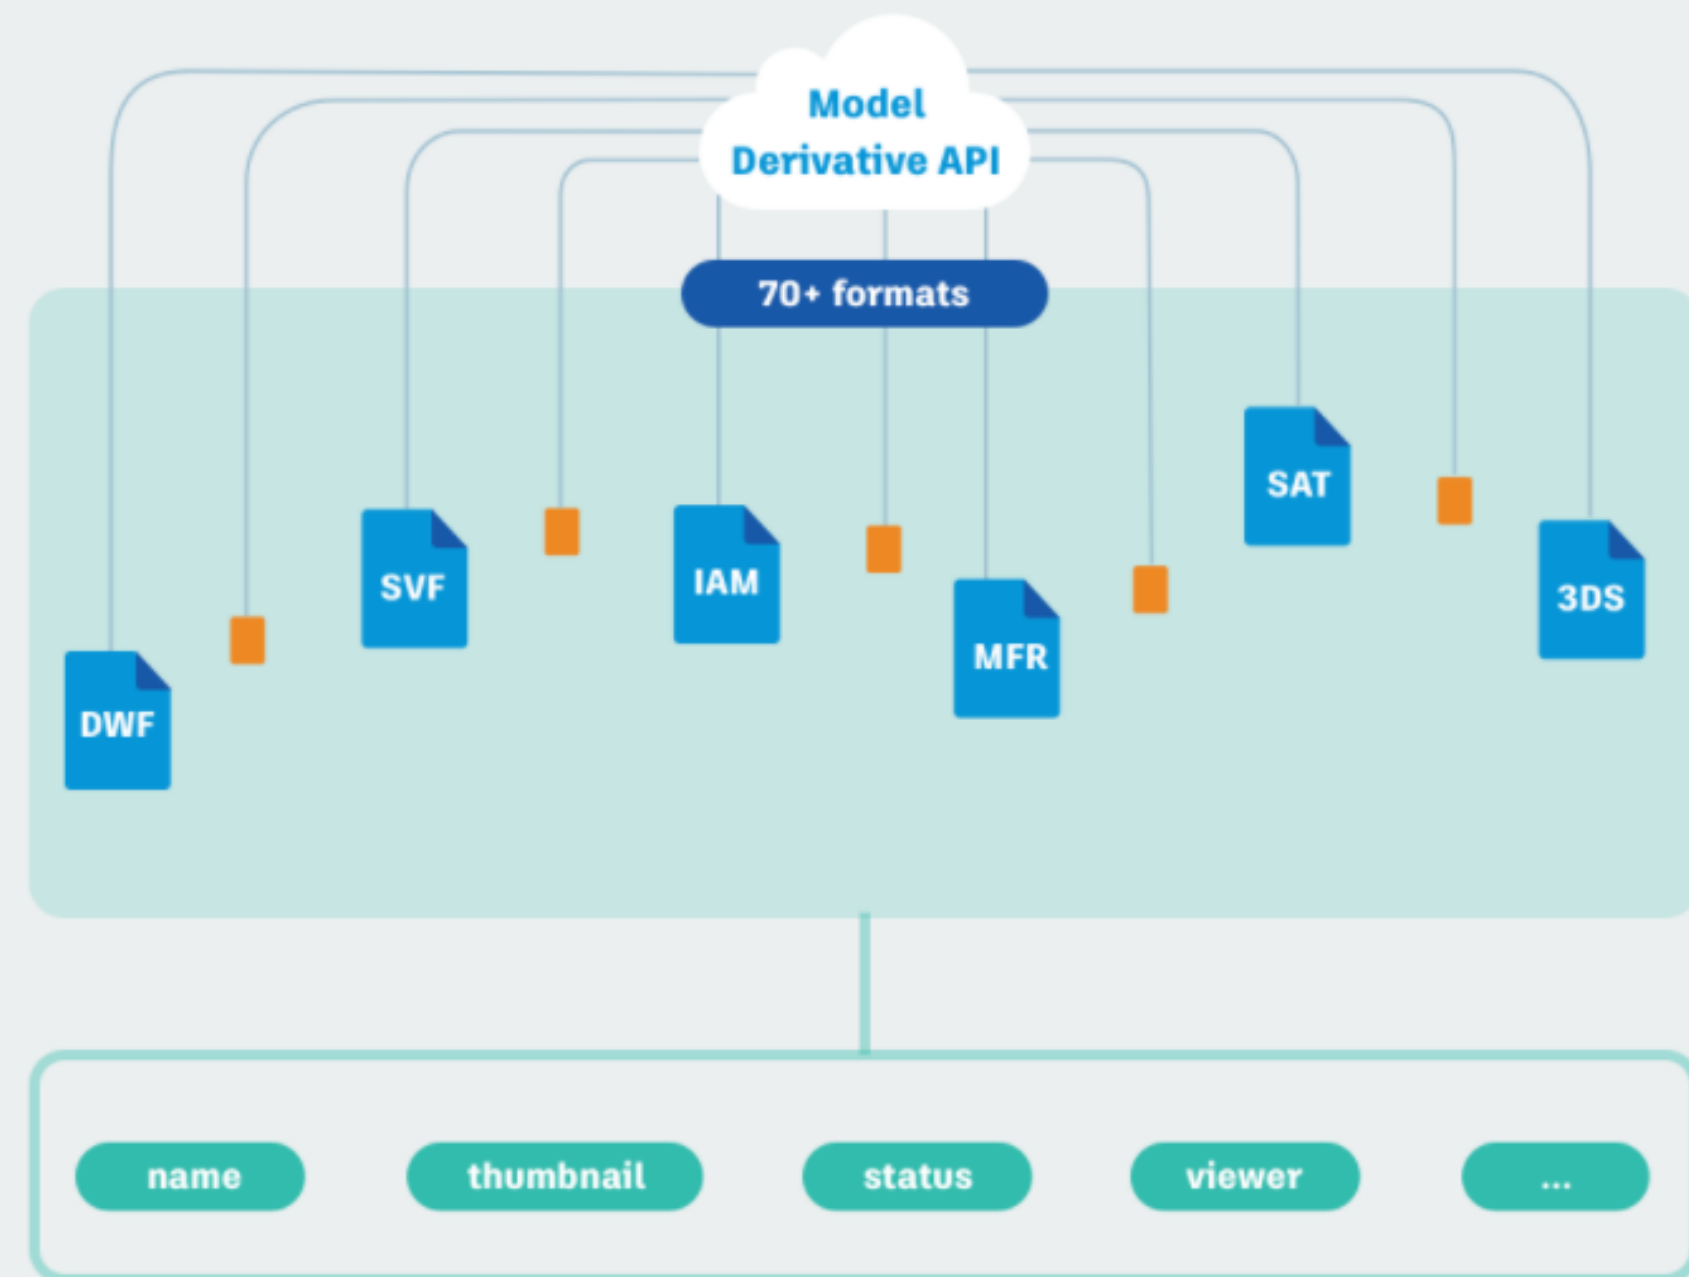 Model
Derivative API
70+ formats
SAT
SVF
IAM
3DS
MFR
DWF
name
thumbnail
status
viewer
...